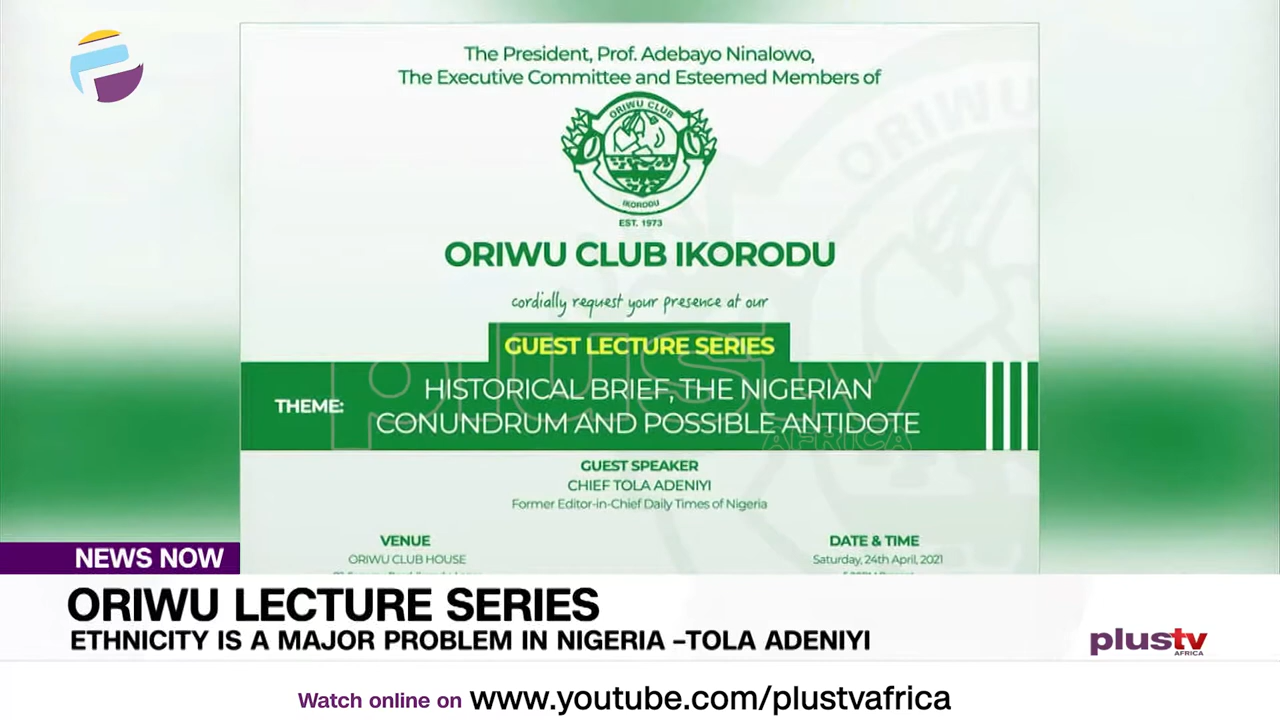 The President, Prof. Adebayo Ninalowo,
The Executive Committee and Esteemed Members of
ORIWU CLUB
IKORODU
EST. 1973
ORIWU CLUB IKORODU
cordially request your presence at our
GUEST LECTURE SERIES
THEME:
HISTORICAL BRIEF, THE NIGERIAN
CONUNDRUM AND POSSIBLE ANTIDOTE
plustv
AFRICA
GUEST SPEAKER
CHIEF TOLA ADENIYI
Former Editor-in-Chief Daily Times of Nigeria
VENUE
ORIWU CLUB HOUSE
DATE & TIME
Saturday, 24th April, 2021
ORIWU
NEWS NOW
ORIWU LECTURE SERIES
ETHNICITY IS A MAJOR PROBLEM IN NIGERIA –TOLA ADENIYI
plustv
AFRICA
Watch online on www.youtube.com/plustvafrica